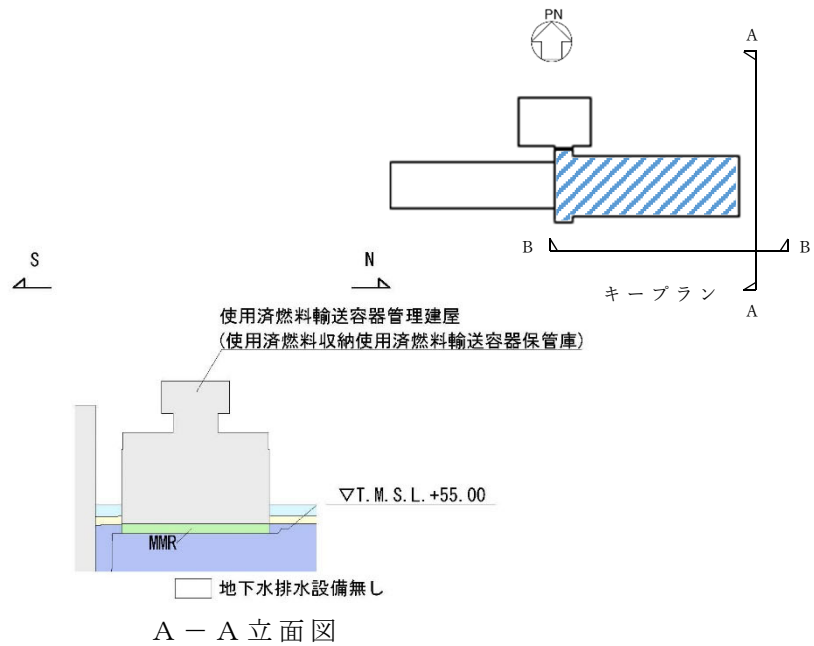 PN
A
B
B
キープラン
A
S
N
使用済燃料輸送容器管理建屋
(使用済燃料収納使用済燃料輸送容器保管庫)
▽T.M.S.L.+55.00
MMR
地下水排水設備無し
A－A立面図